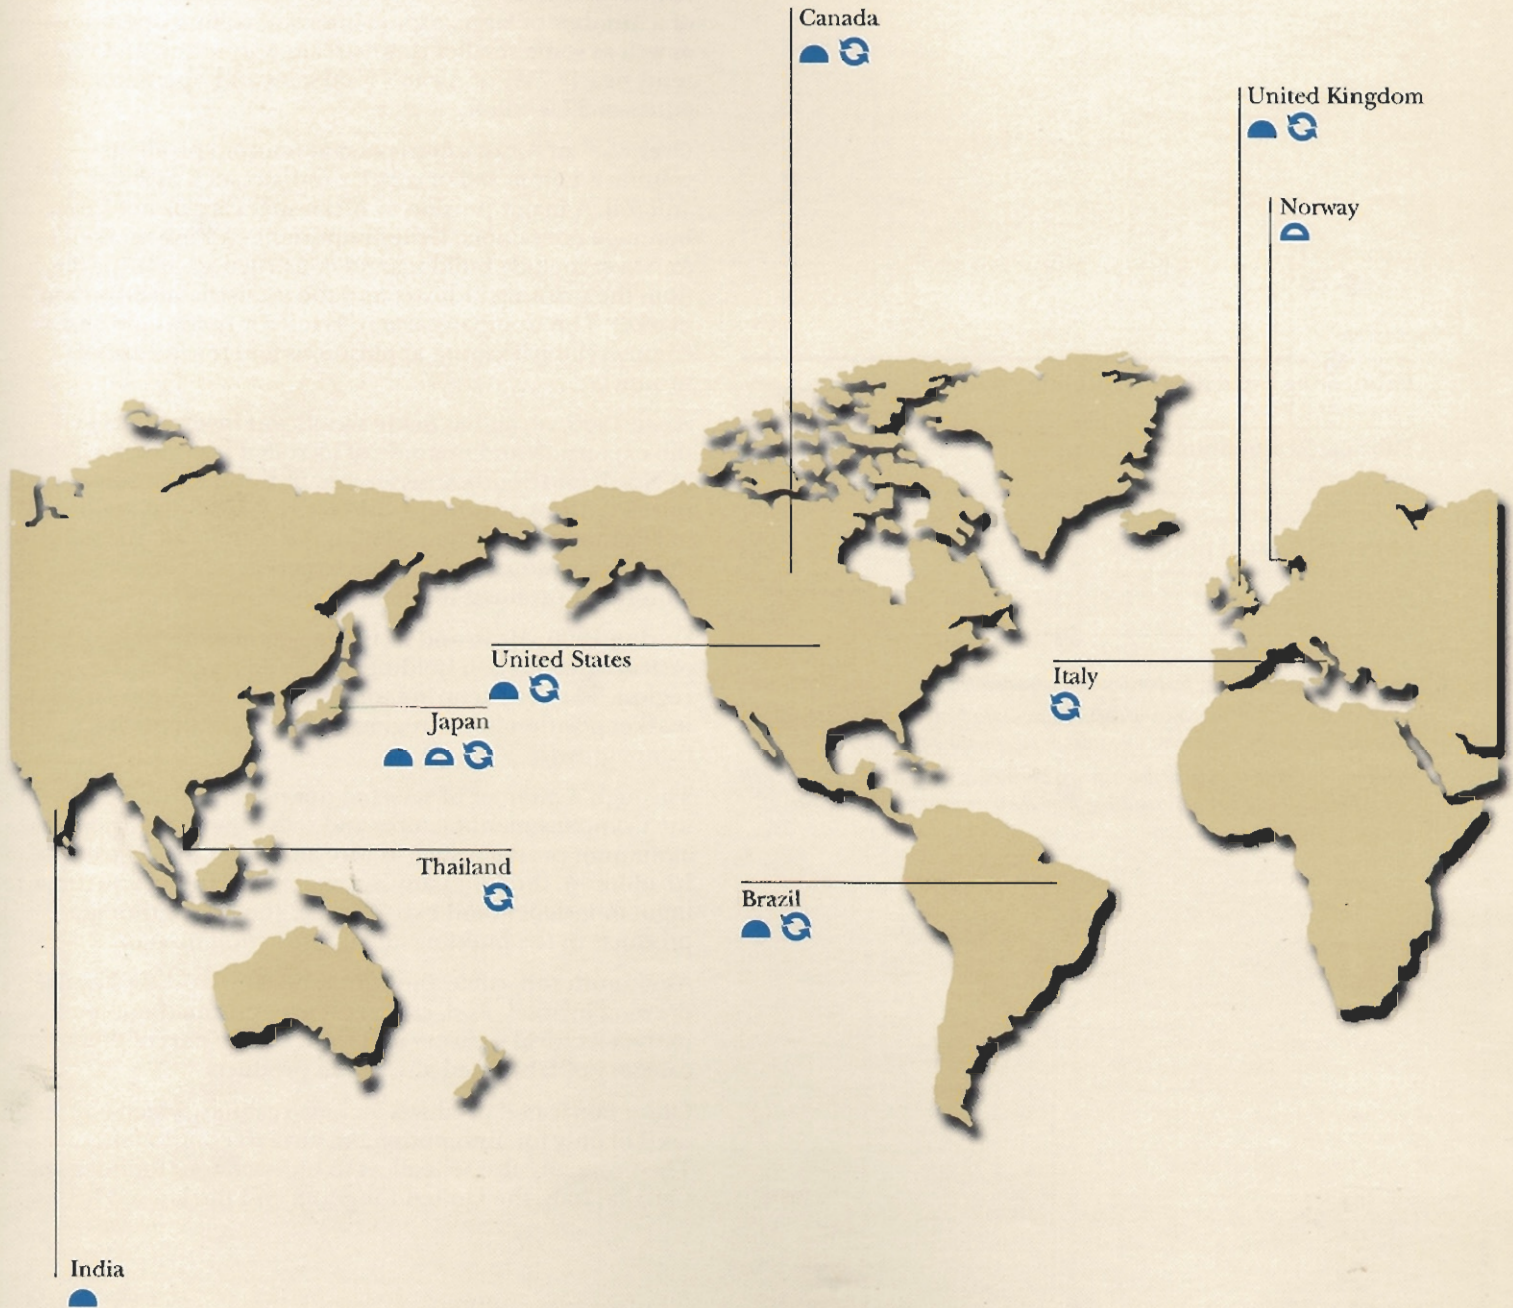 Canada
United Kingdom
Norway
United States
Italy
Japan
Thailand
Brazil
India